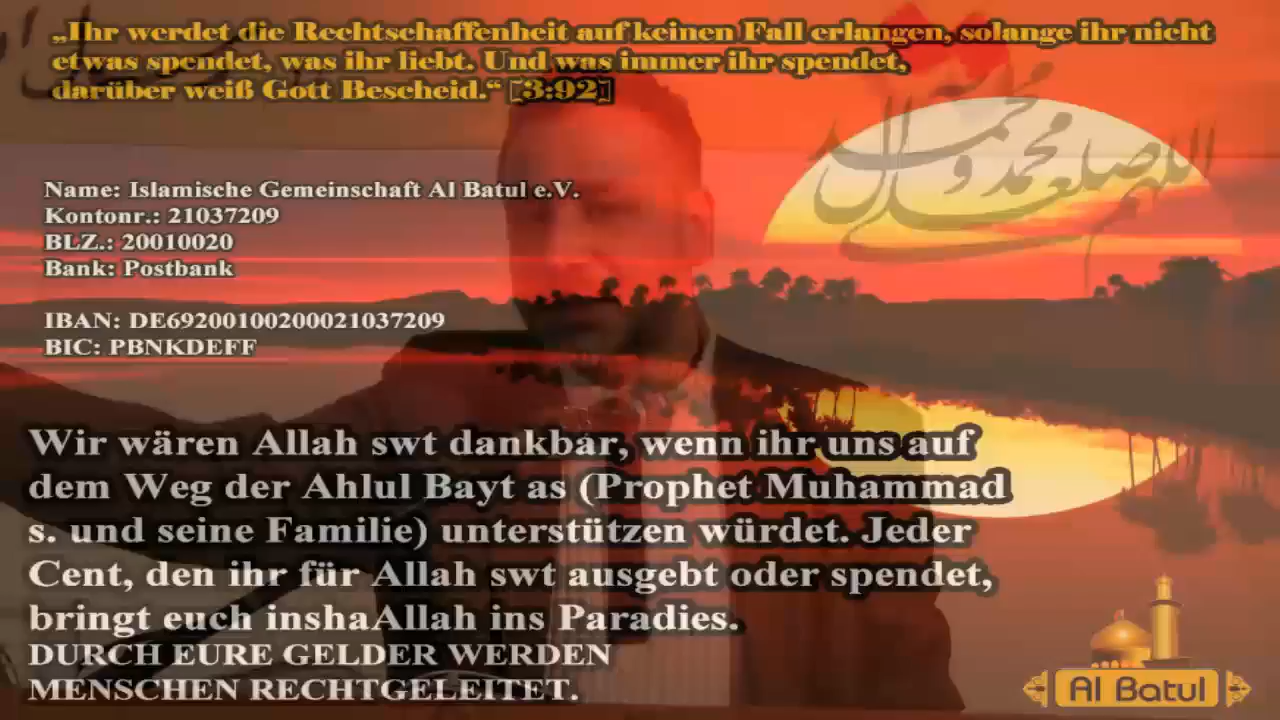 „Ihr werdet die Rechtschaffenheit auf keinen Fall erlangen, solange ihr nicht
etwas spendet, was ihr liebt. Und was immer ihr spendet,
darüber weiß Gott Bescheid.“ [3:92]
Name: Islamische Gemeinschaft Al Batul e.V.
Kontonr.: 21037209
BLZ.: 20010020
Bank: Postbank
IBAN: DE69200100200021037209
BIC: PBNKDEFF
Wir wären Allah swt dankbar, wenn ihr uns auf
dem Weg der Ahlul Bayt as (Prophet Muhammad
s. und seine Familie) unterstützen würdet. Jeder
Cent, den ihr für Allah swt ausgebt oder spendet,
bringt euch inshaAllah ins Paradies.
DURCH EURE GELDER WERDEN
MENSCHEN RECHTGELEITET.
Al Batul